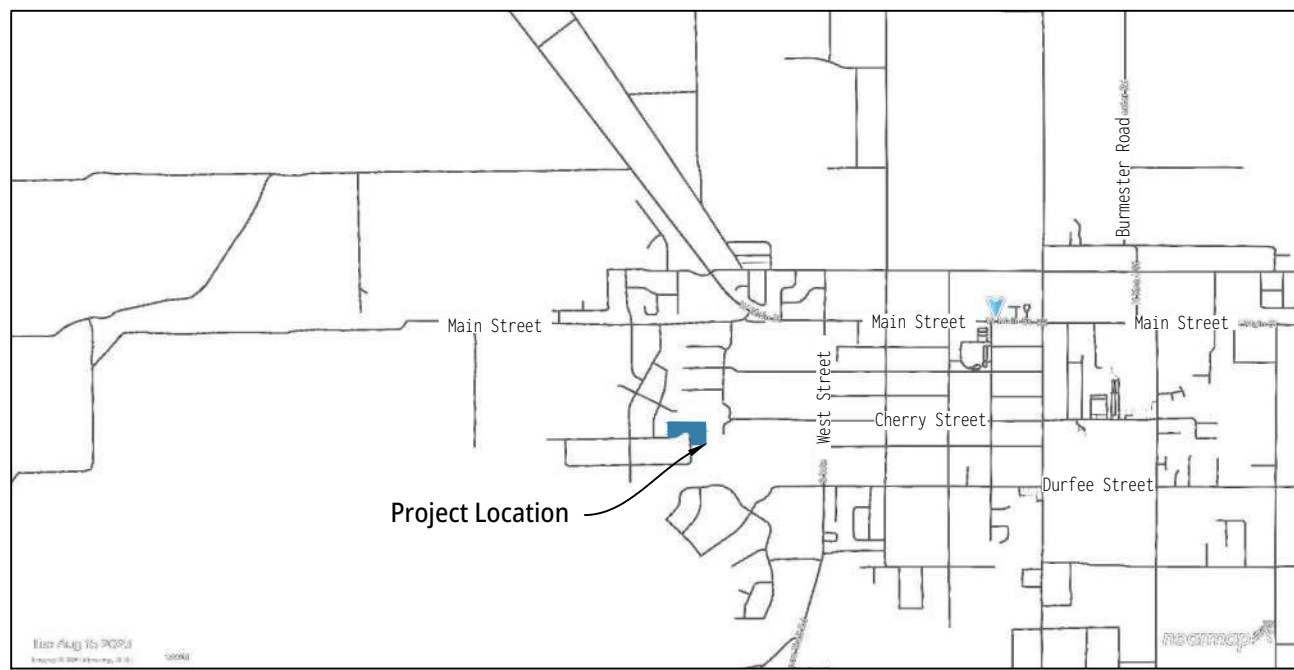 Burmester Road
Main Street
Main Street
Main Street
West Street
Cherry Street
Durfee Street
Project Location
nearmap